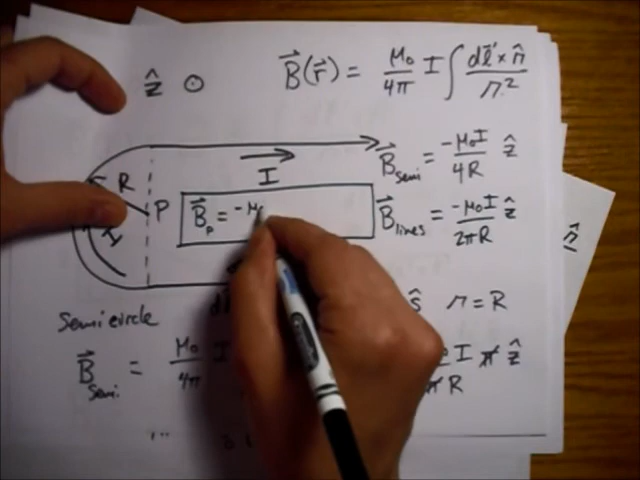 ẑ ⊙
B⃗(r⃗) = μ₀/4π I ∫ dl⃗' × r̂ / r²
R
I
P
I
B⃗semi = -μ₀I/4R ẑ
B⃗p = -μ
B⃗lines = -μ₀I/2πR ẑ
ŝ r = R
Semicircle
B⃗semi = μ₀/4π I
I π ẑ
π R